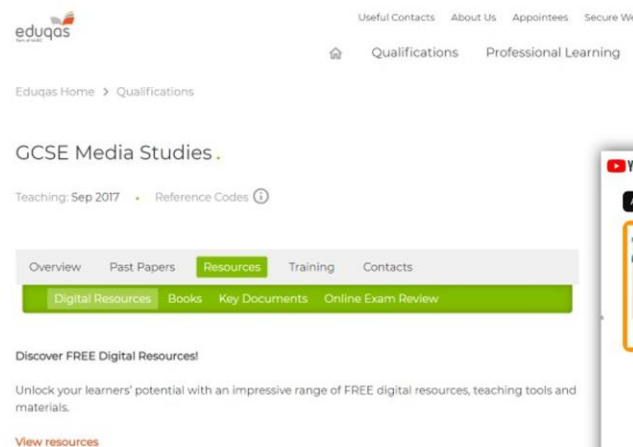 Useful Contacts About Us Appointees Secure
eduqas
Qualifications Professional Learning
Eduqas Home > Qualifications
GCSE Media Studies.
Teaching: Sep 2017 • Reference Codes
Overview Past Papers Resources Training Contacts
Digital Resources Books Key Documents Online Exam Review
Discover FREE Digital Resources!
Unlock your learners' potential with an impressive range of FREE digital resources, teaching tools and
materials.
View resources